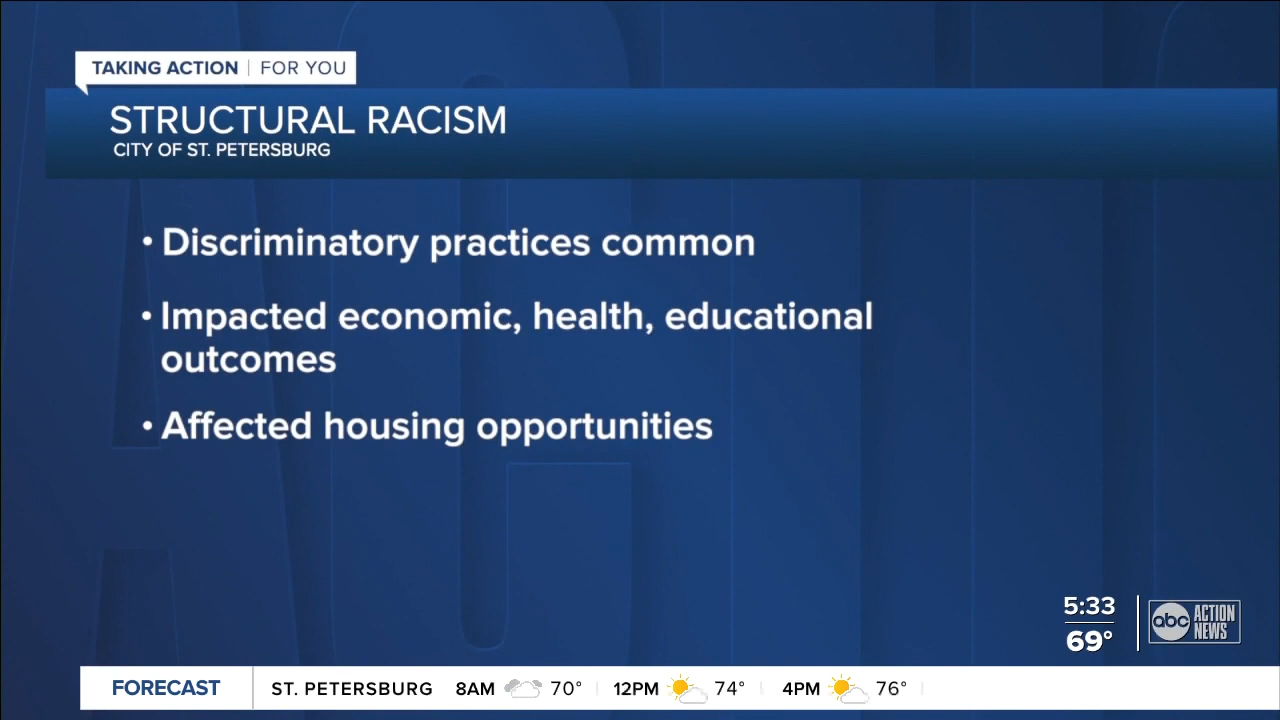 TAKING ACTION | FOR YOU
STRUCTURAL RACISM
CITY OF ST. PETERSBURG
• Discriminatory practices common
• Impacted economic, health, educational
outcomes
• Affected housing opportunities
5:33
69°
abc ACTION
NEWS
FORECAST ST. PETERSBURG 8AM 70° 12PM 74° 4PM 76°